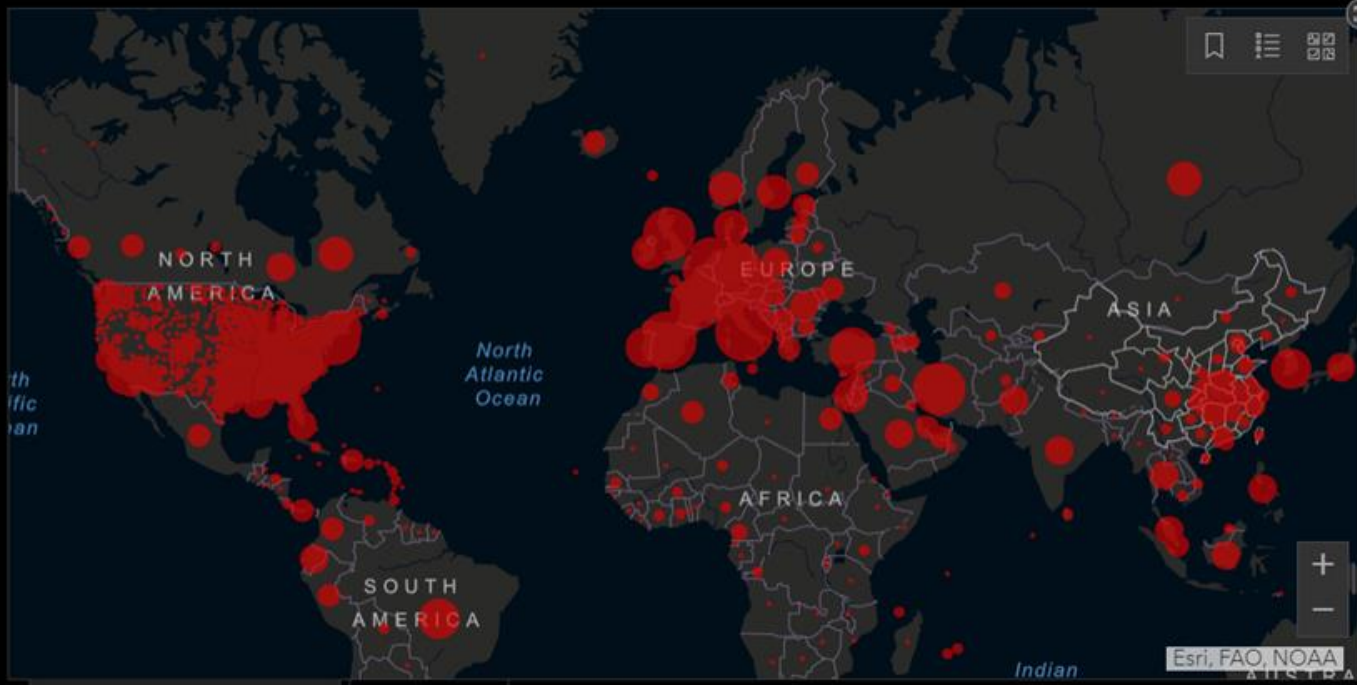 NORTH
AMERICA
EUROPE
ASIA
North
Atlantic
Ocean
AFRICA
SOUTH
AMERICA
Indian
+
−
Esri, FAO, NOAA